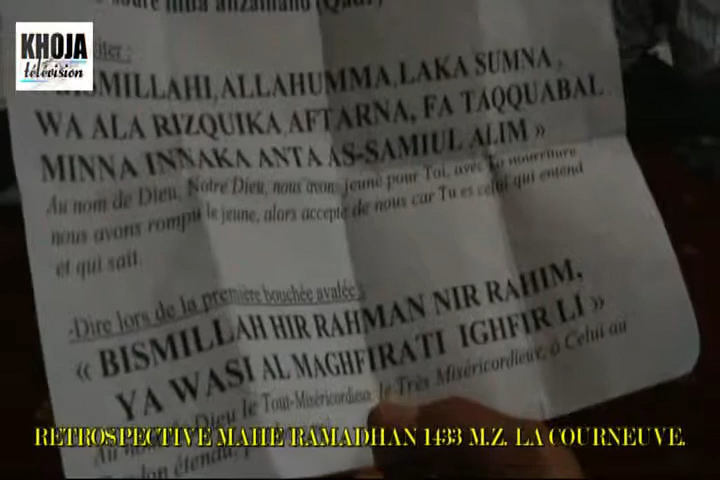 KHOJA
télévision
BISMILLAHI, ALLAHUMMA LAKA SUMNA,
WA ALA RIZQUIKA AFTARNA, FA TAQQUABAL
MINNA INNAKA ANTA AS-SAMIUL ALIM »
Au nom de Dieu, Notre Dieu, nous avons jeuné pour Toi, avec Ta nourriture
nous avons rompu le jeune, alors accepte de nous car Tu es celui qui entend
et qui sait.
-Dire lors de la première bouchée avalée :
« BISMILLAH HIR RAHMAN NIR RAHIM,
YA WASI AL MAGHFIRATI IGHFIR LI »
Au nom de Dieu le Tout-Miséricordieux, le Très Miséricordieux, ô Celui au
RETROSPECTIVE MAHE RAMADHAN 1433 M.Z. LA COURNEUVE.